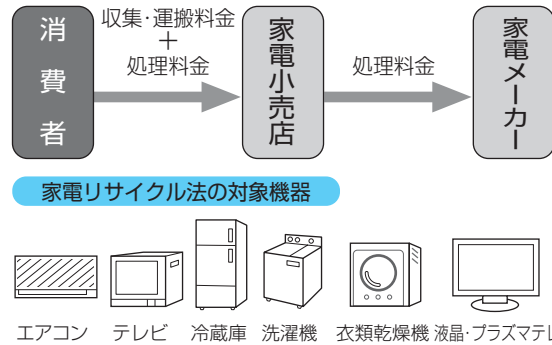 消費者
収集・運搬料金
＋
処理料金
家電小売店
処理料金
家電メーカー
家電リサイクル法の対象機器
エアコン
テレビ
冷蔵庫
洗濯機
衣類乾燥機
液晶・プラズマテレ